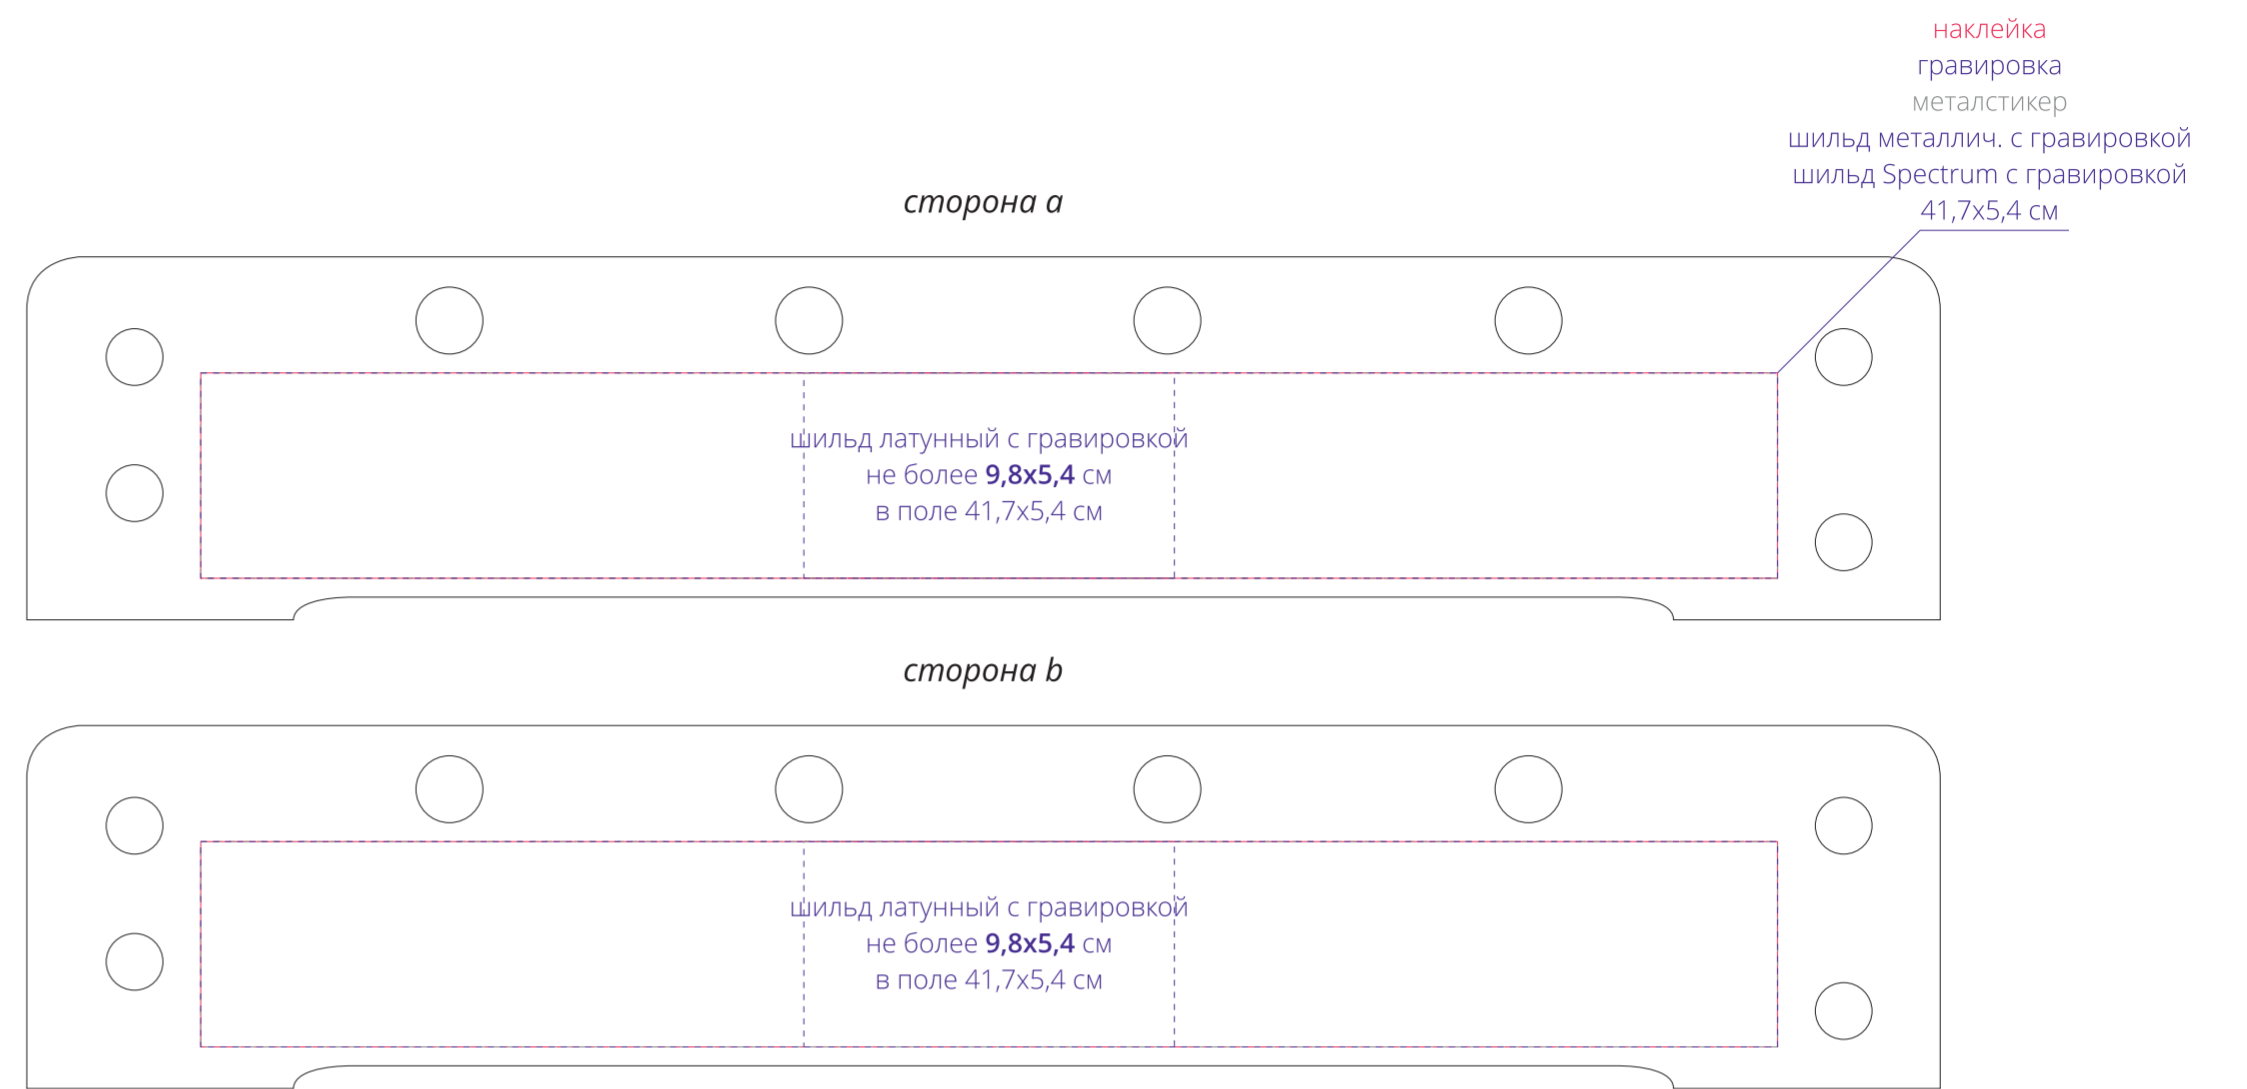 наклейка
гравировка
металстикер
шильд металлич. с гравировкой
шильд Spectrum с гравировкой
41,7х5,4 см
сторона a
шильд латунный с гравировкой
не более 9,8х5,4 см
в поле 41,7х5,4 см
сторона b
шильд латунный с гравировкой
не более 9,8х5,4 см
в поле 41,7х5,4 см